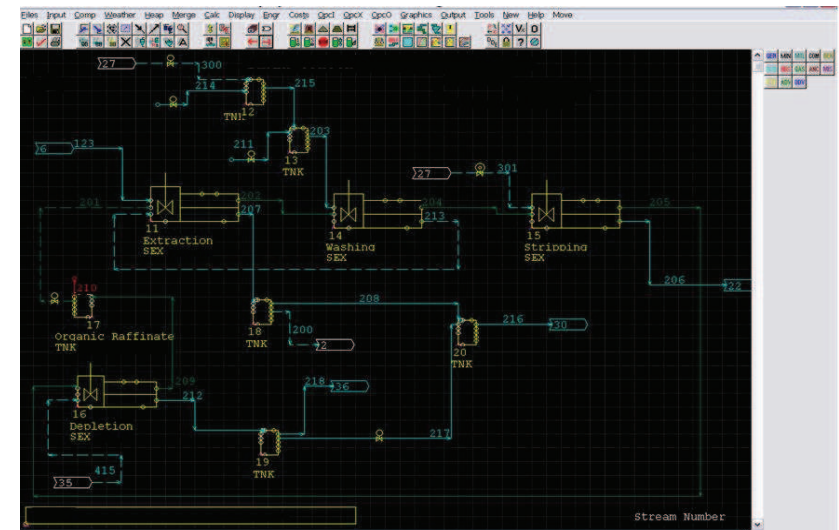 Files Input Comp Weather Heap Merge Calc Display Engr Costs OpcI OpcX OpcO Graphics Output Tools New Help Move
27
300
214
215
12
TNK
203
211
13
TNK
6
123
27
301
201
202
207
204
213
205
11
Extraction
SEX
14
Washing
SEX
15
Stripping
SEX
206
22
210
17
Organic Raffinate
TNK
208
18
TNK
200
2
216
30
20
TNK
209
212
218
36
16
Depletion
SEX
217
19
TNK
415
35
Stream Number